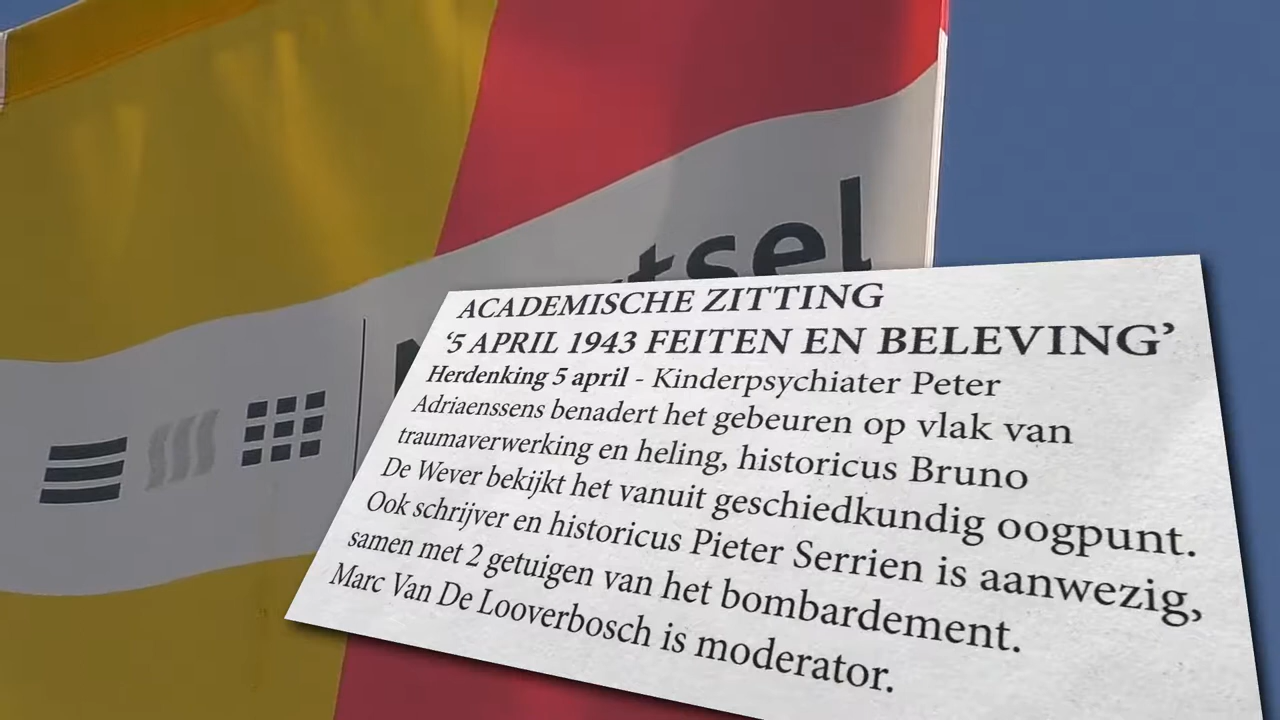 tsel
ACADEMISCHE ZITTING
‘5 APRIL 1943 FEITEN EN BELEVING’
Herdenking 5 april - Kinderpsychiater Peter
Adriaenssens benadert het gebeuren op vlak van
traumaverwerking en heling, historicus Bruno
De Wever bekijkt het vanuit geschiedkundig oogpunt.
Ook schrijver en historicus Pieter Serrien is aanwezig,
samen met 2 getuigen van het bombardement.
Marc Van De Looverbosch is moderator.